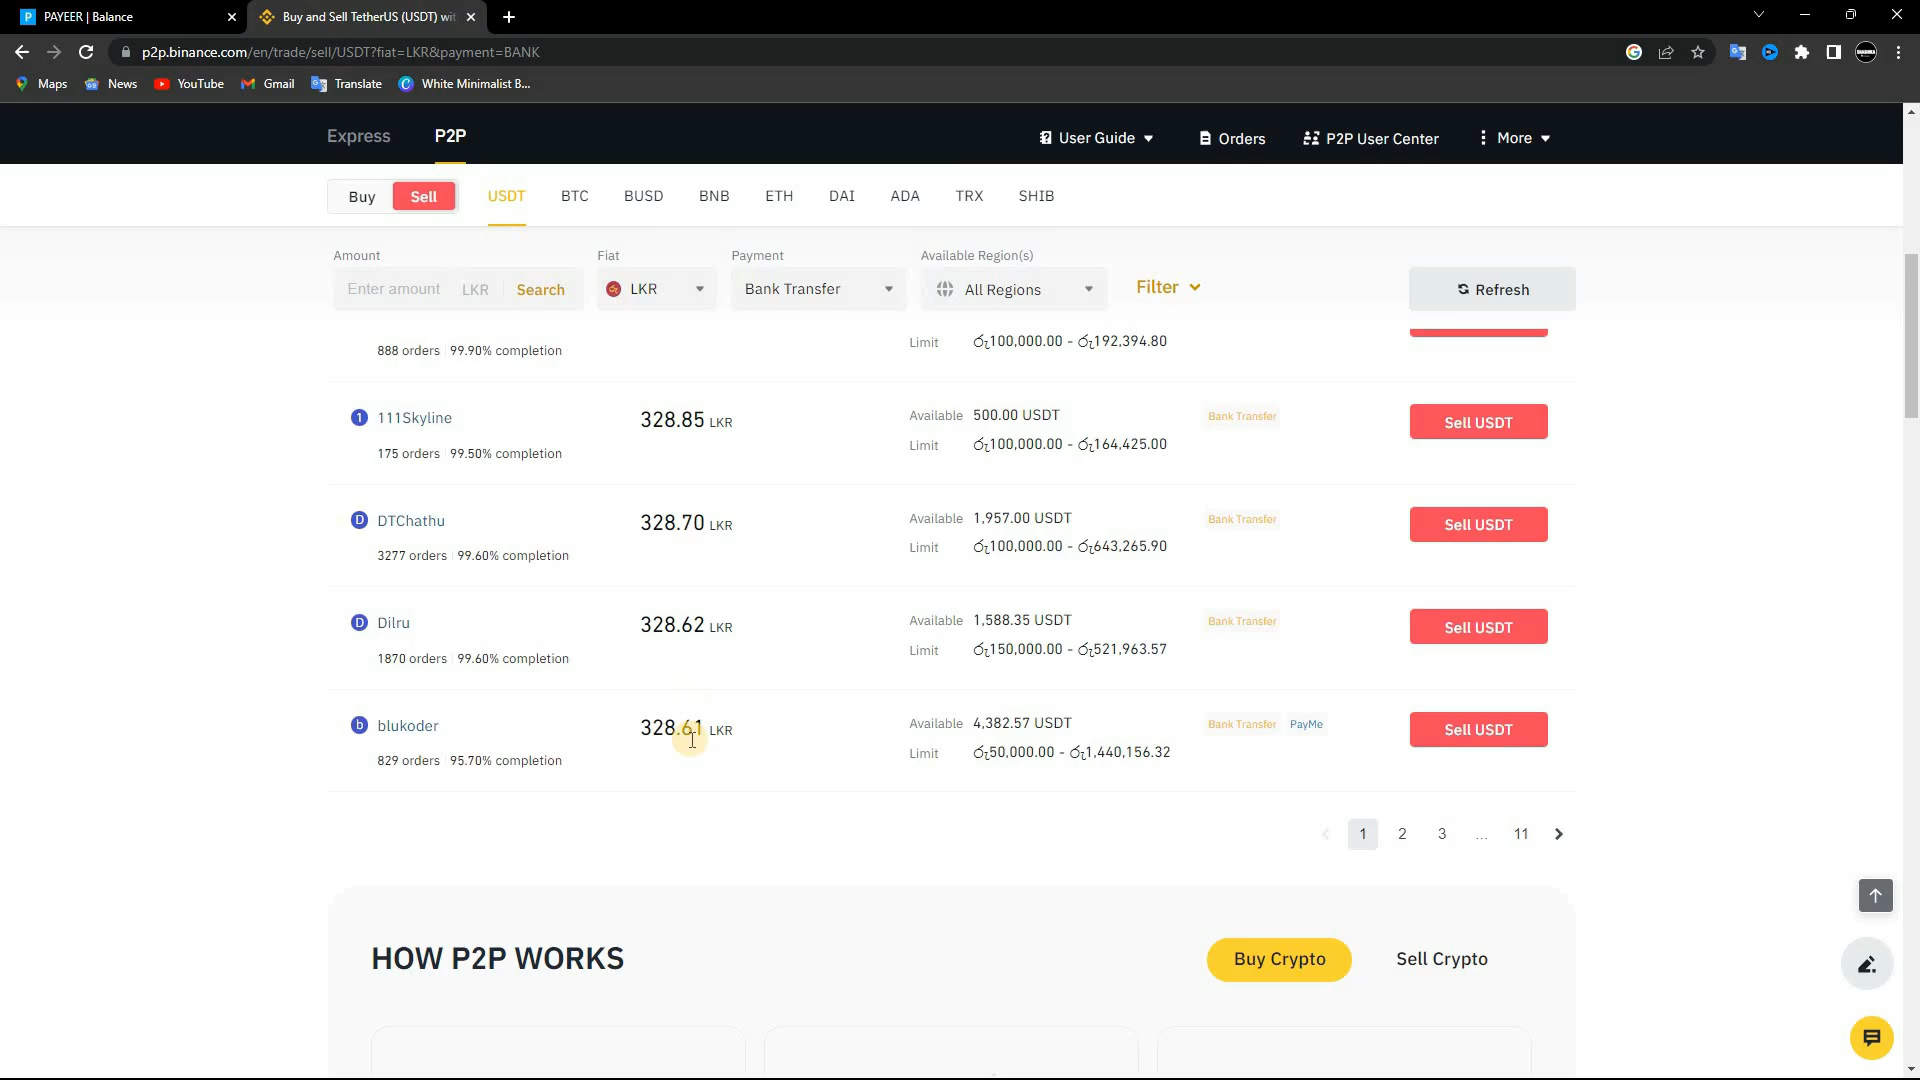 PAYEER | Balance
Buy and Sell TetherUS (USDT) wit
p2p.binance.com/en/trade/sell/USDT?fiat=LKR&payment=BANK
Maps News YouTube Gmail Translate White Minimalist B...
Express P2P User Guide Orders P2P User Center More
Buy Sell USDT BTC BUSD BNB ETH DAI ADA TRX SHIB
Amount Fiat Payment Available Region(s)
Enter amount LKR Search LKR Bank Transfer All Regions Filter Refresh
888 orders 99.90% completion Limit රු100,000.00 - රු192,394.80
1 111Skyline 328.85 LKR Available 500.00 USDT Bank Transfer Sell USDT
175 orders 99.50% completion Limit රු100,000.00 - රු164,425.00
D DTChathu 328.70 LKR Available 1,957.00 USDT Bank Transfer Sell USDT
3277 orders 99.60% completion Limit රු100,000.00 - රු643,265.90
D Dilru 328.62 LKR Available 1,588.35 USDT Bank Transfer Sell USDT
1870 orders 99.60% completion Limit රු150,000.00 - රු521,963.57
b blukoder 328.61 LKR Available 4,382.57 USDT Bank Transfer PayMe Sell USDT
829 orders 95.70% completion Limit රු50,000.00 - රු1,440,156.32
1 2 3 ... 11
HOW P2P WORKS Buy Crypto Sell Crypto